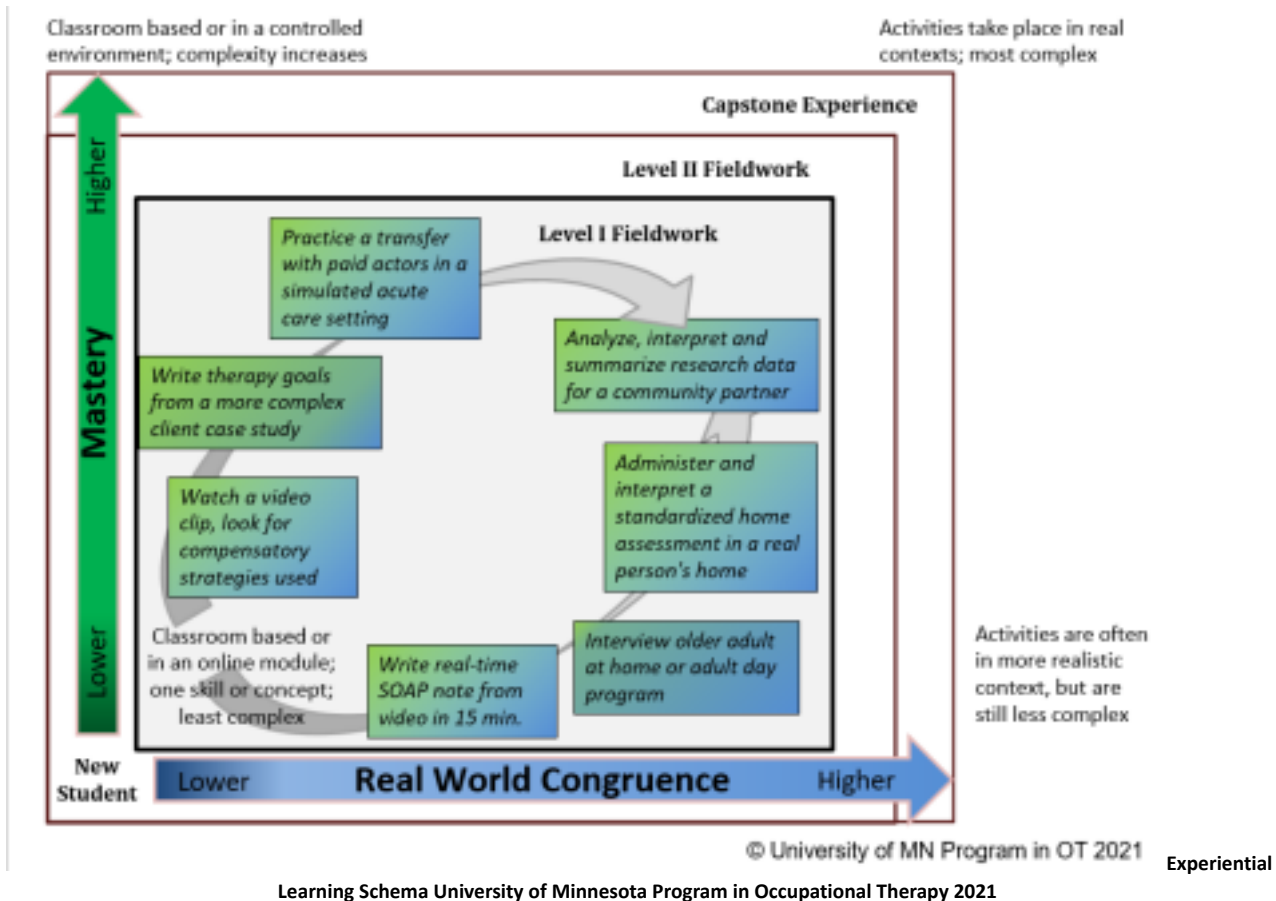 Classroom based or in a controlled
environment; complexity increases
Activities take place in real
contexts; most complex
Capstone Experience
Level II Fieldwork
Level I Fieldwork
Higher
Mastery
Lower
Practice a transfer
with paid actors in a
simulated acute
care setting
Analyze, interpret and
summarize research data
for a community partner
Write therapy goals
from a more complex
client case study
Administer and
interpret a
standardized home
assessment in a real
person's home
Watch a video
clip, look for
compensatory
strategies used
Classroom based or
in an online module;
one skill or concept;
least complex
Write real-time
SOAP note from
video in 15 min.
Interview older adult
at home or adult day
program
Activities are often
in more realistic
context, but are
still less complex
New
Student
Lower
Real World Congruence
Higher
© University of MN Program in OT 2021
Experiential
Learning Schema University of Minnesota Program in Occupational Therapy 2021